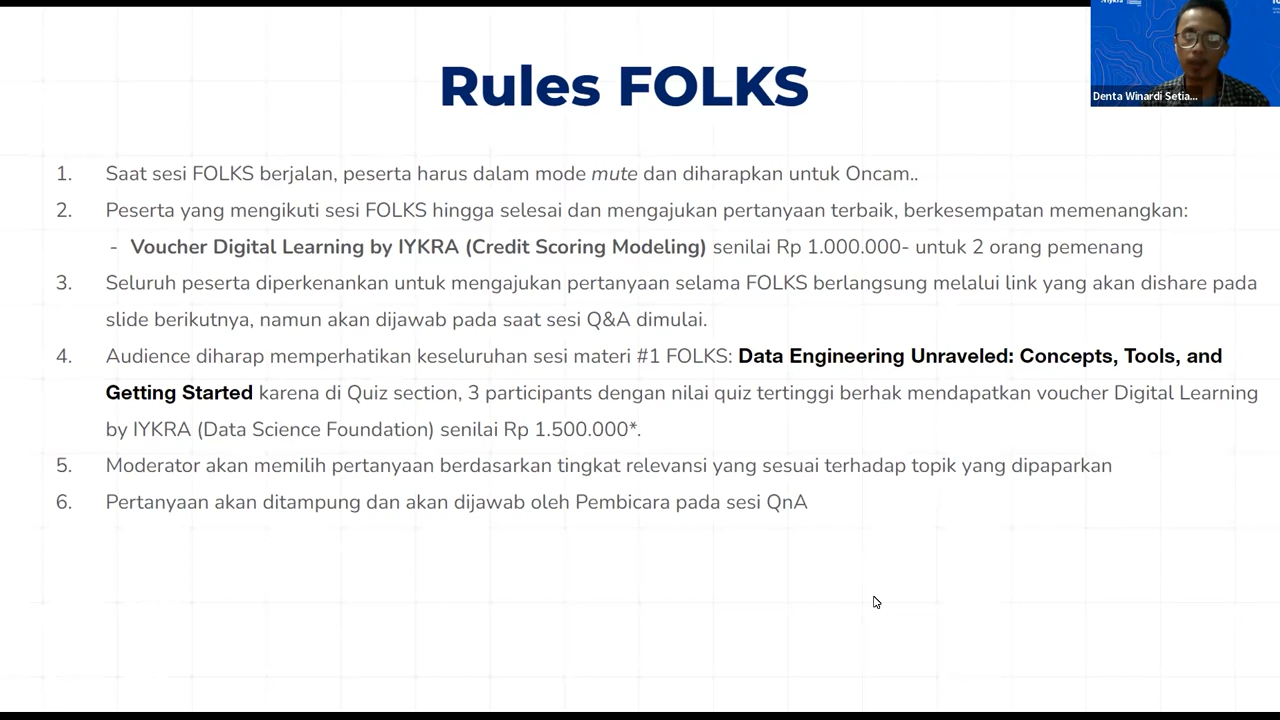 Rules FOLKS
Denta Winardi Setia...
1. Saat sesi FOLKS berjalan, peserta harus dalam mode mute dan diharapkan untuk Oncam..
2. Peserta yang mengikuti sesi FOLKS hingga selesai dan mengajukan pertanyaan terbaik, berkesempatan memenangkan:
- Voucher Digital Learning by IYKRA (Credit Scoring Modeling) senilai Rp 1.000.000- untuk 2 orang pemenang
3. Seluruh peserta diperkenankan untuk mengajukan pertanyaan selama FOLKS berlangsung melalui link yang akan dishare pada
slide berikutnya, namun akan dijawab pada saat sesi Q&A dimulai.
4. Audience diharap memperhatikan keseluruhan sesi materi #1 FOLKS: Data Engineering Unraveled: Concepts, Tools, and
Getting Started karena di Quiz section, 3 participants dengan nilai quiz tertinggi berhak mendapatkan voucher Digital Learning
by IYKRA (Data Science Foundation) senilai Rp 1.500.000*.
5. Moderator akan memilih pertanyaan berdasarkan tingkat relevansi yang sesuai terhadap topik yang dipaparkan
6. Pertanyaan akan ditampung dan akan dijawab oleh Pembicara pada sesi QnA